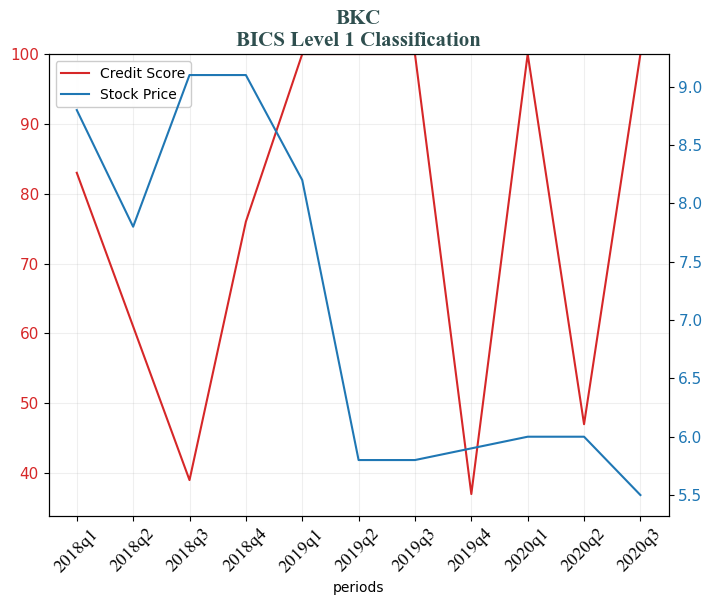 BKC
BICS Level 1 Classification
Credit Score
Stock Price
100
90
80
70
60
50
40
9.0
8.5
8.0
7.5
7.0
6.5
6.0
5.5
2018q1
2018q2
2018q3
2018q4
2019q1
2019q2
2019q3
2019q4
2020q1
2020q2
2020q3
periods